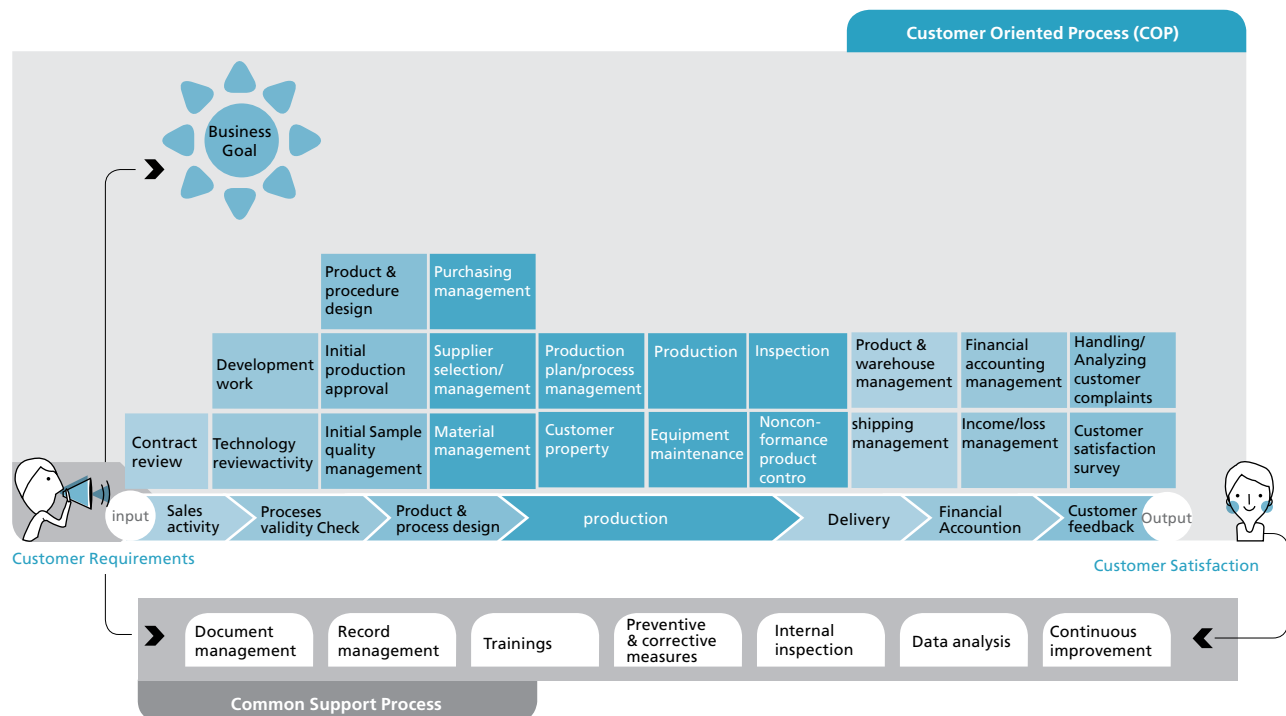 Customer Oriented Process (COP)
Business
Goal
Product &
procedure
design
Purchasing
management
Development
work
Initial
production
approval
Supplier
selection/
management
Production
plan/process
management
Production
Inspection
Product &
warehouse
management
Financial
accounting
management
Handling/
Analyzing
customer
complaints
Contract
review
Technology
reviewactivity
Initial Sample
quality
management
Material
management
Customer
property
Equipment
maintenance
Noncon-
formance
product
contro
shipping
management
Income/loss
management
Customer
satisfaction
survey
input
Sales
activity
Proceses
validity Check
Product &
process design
production
Delivery
Financial
Accountion
Customer
feedback
Output
Customer Requirements
Customer Satisfaction
Document
management
Record
management
Trainings
Preventive
& corrective
measures
Internal
inspection
Data analysis
Continuous
improvement
Common Support Process